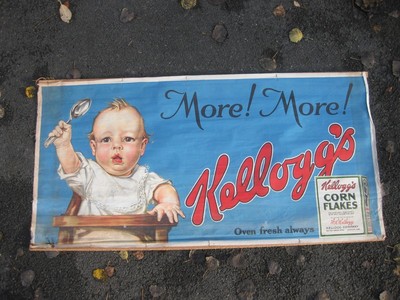 More! More!
Kellogg's
Oven fresh always
Kellogg's
CORN
FLAKES